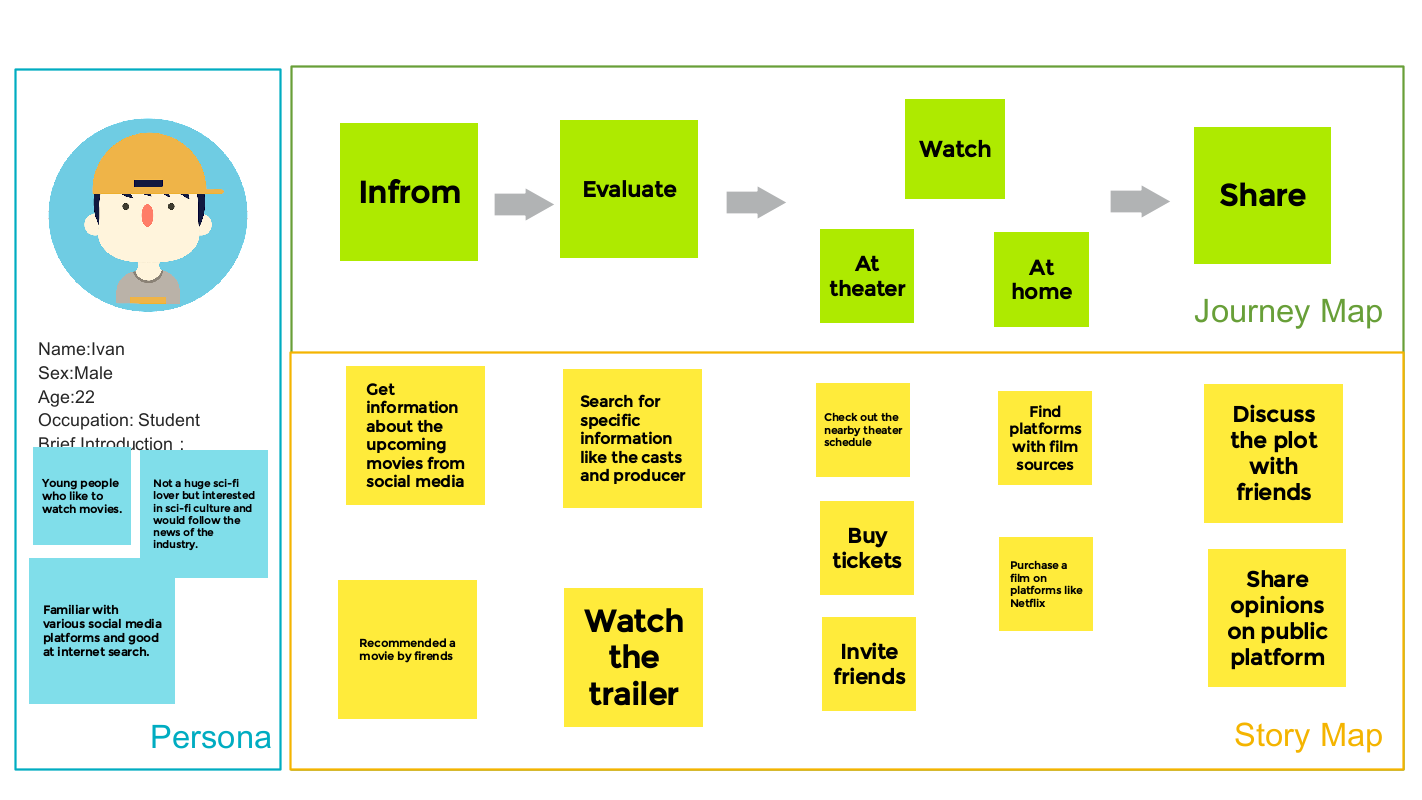 Name:Ivan
Sex:Male
Age:22
Occupation: Student
Brief Introduction：
Young people
who like to
watch movies.
Not a huge sci-fi
lover but interested
in sci-fi culture and
would follow the
news of the
industry.
Familiar with
various social media
platforms and good
at internet search.
Persona
Infrom
Evaluate
Watch
At
theater
At
home
Share
Journey Map
Get
information
about the
upcoming
movies from
social media
Recommended a
movie by firends
Search for
specific
information
like the casts
and producer
Watch
the
trailer
Check out the
nearby theater
schedule
Buy
tickets
Invite
friends
Find
platforms
with film
sources
Purchase a
film on
platforms like
Netflix
Discuss
the plot
with
friends
Share
opinions
on public
platform
Story Map